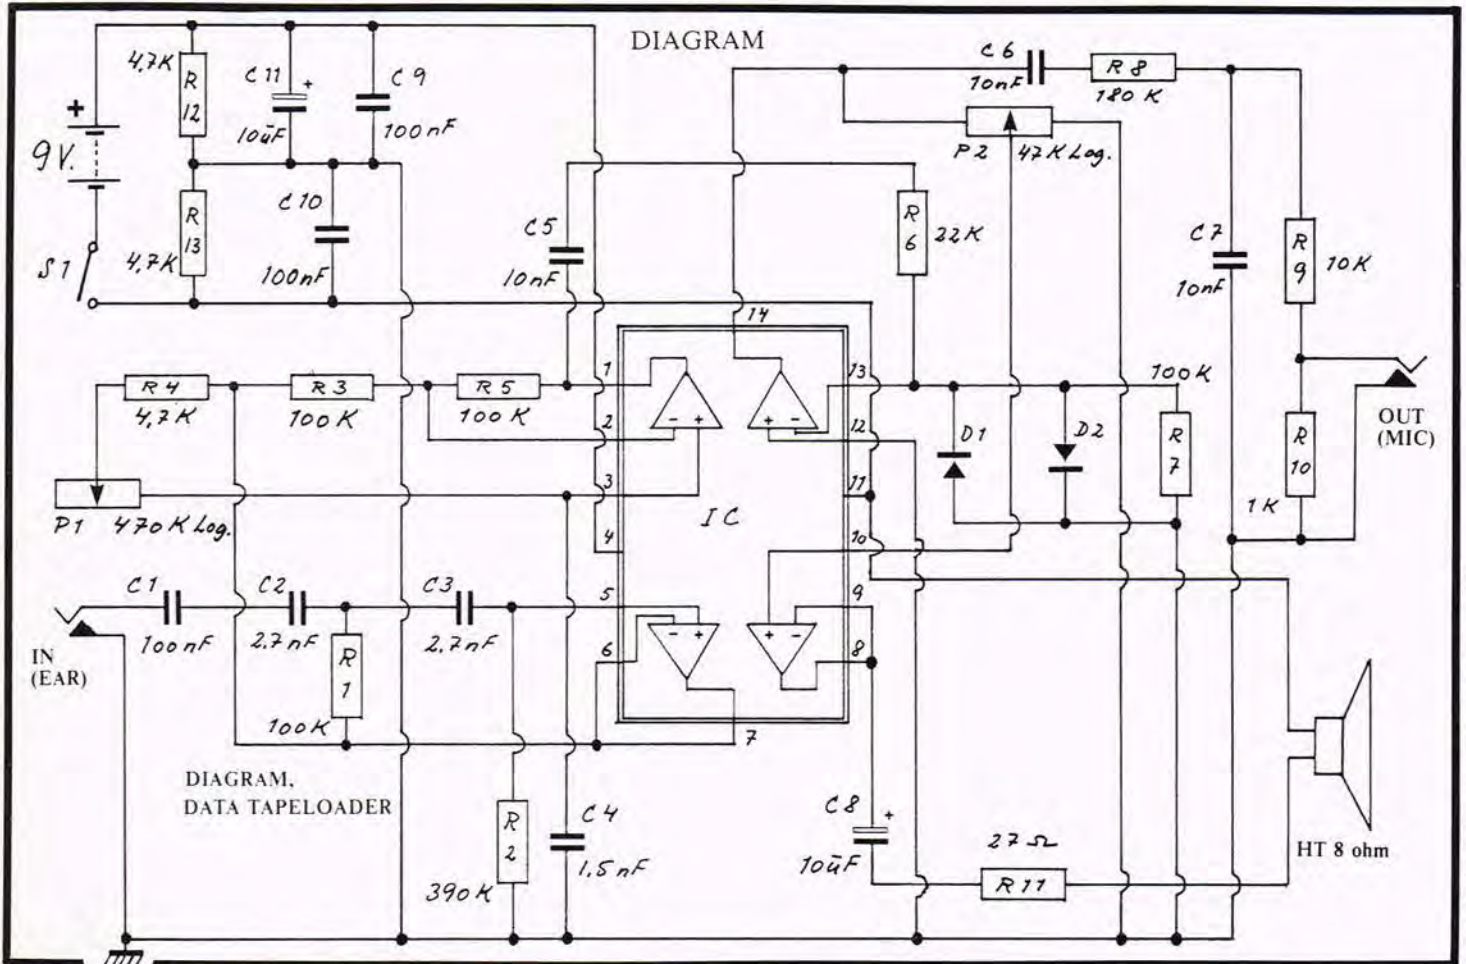 DIAGRAM
4,7K
R
12
C11
+
10uF
C9
100nF
+
9V.
S1
R
13
4,7K
C10
100nF
C5
10nF
C6
10nF
R8
180K
P2
47K Log.
R
6
22K
C7
10nF
R
9
10K
14
R4
4,7K
R3
100K
R5
100K
1
2
3
4
5
6
7
- +
+ -
13
12
11
10
9
8
IC
D1
D2
100K
R
7
R
10
1K
OUT
(MIC)
P1
470K Log.
IN
(EAR)
C1
100nF
C2
2.7nF
C3
2,7nF
R
1
100K
- +
+ -
DIAGRAM,
DATA TAPELOADER
R
2
390K
C4
1,5nF
C8
+
10uF
27 Ω
R11
HT 8 ohm